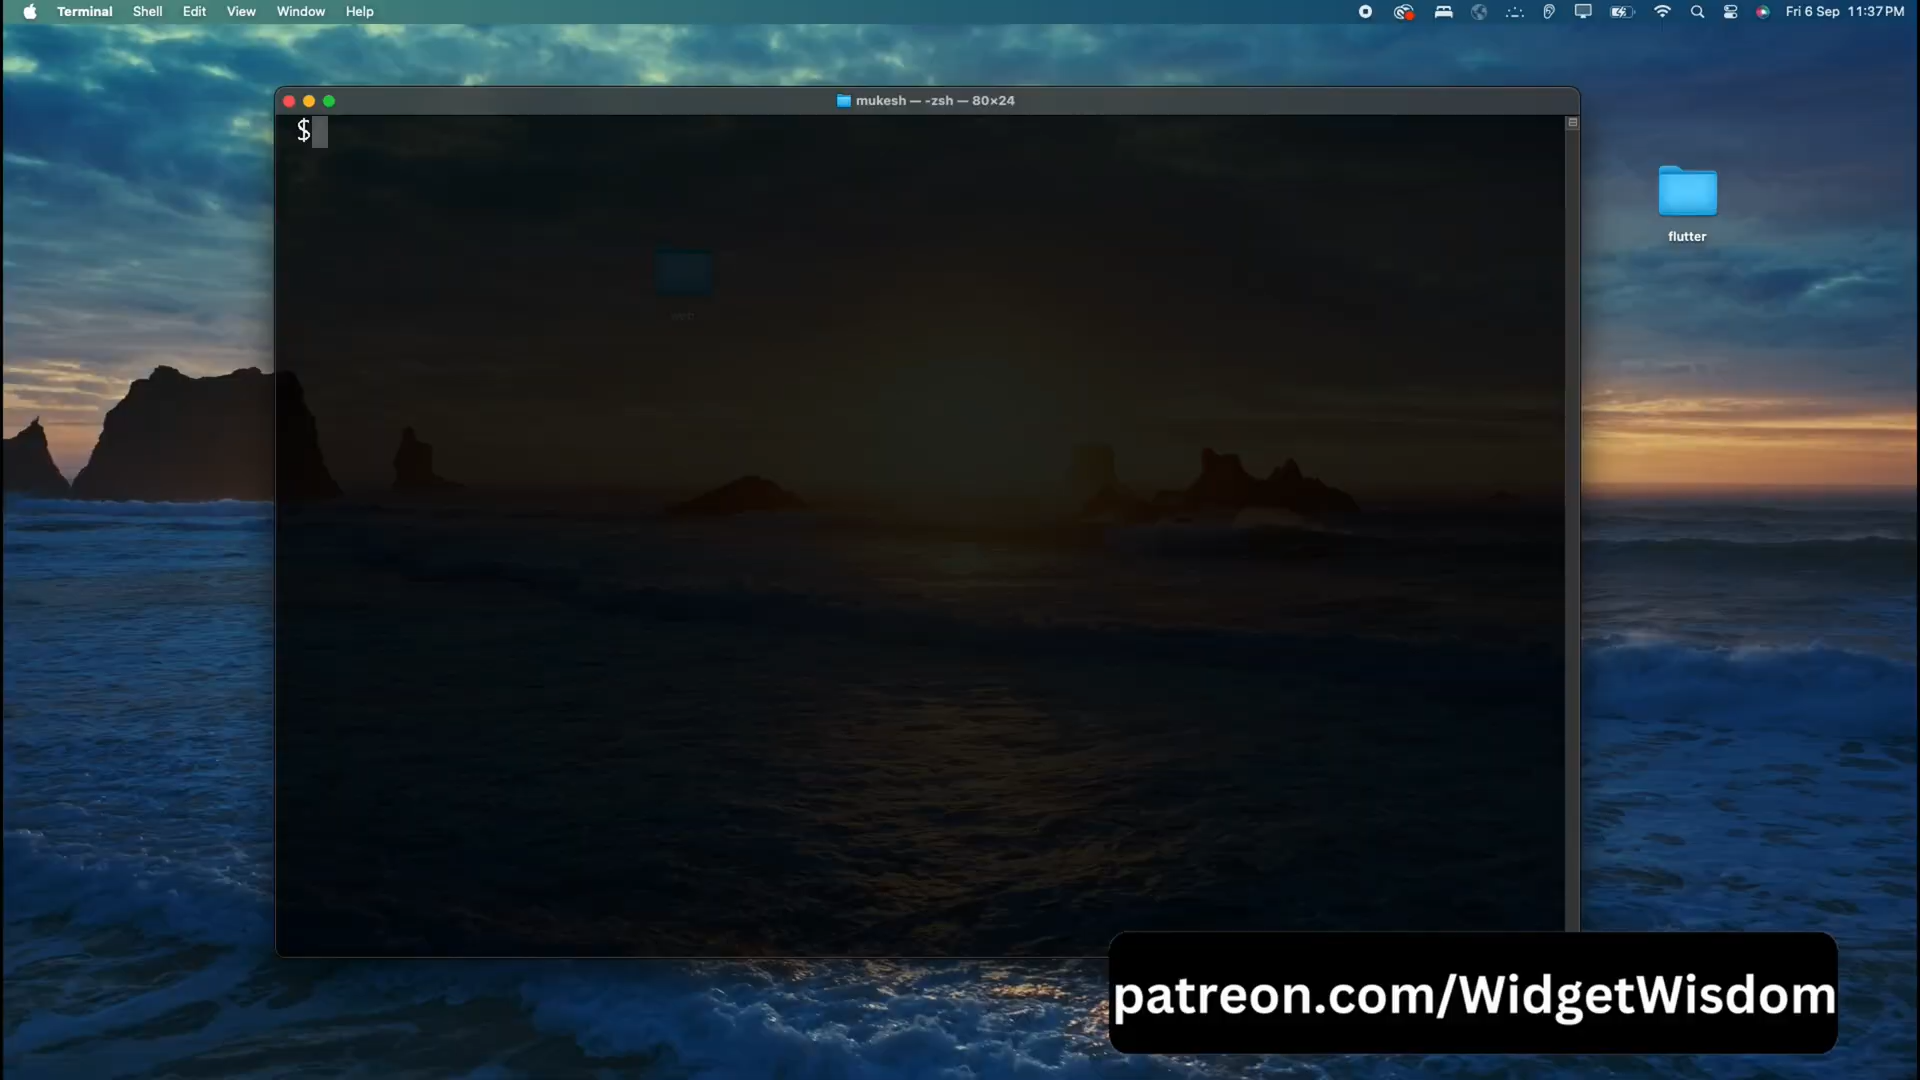 Terminal Shell Edit View Window Help Fri 6 Sep 11:37 PM
mukesh — -zsh — 80×24
$
flutter
web
patreon.com/WidgetWisdom